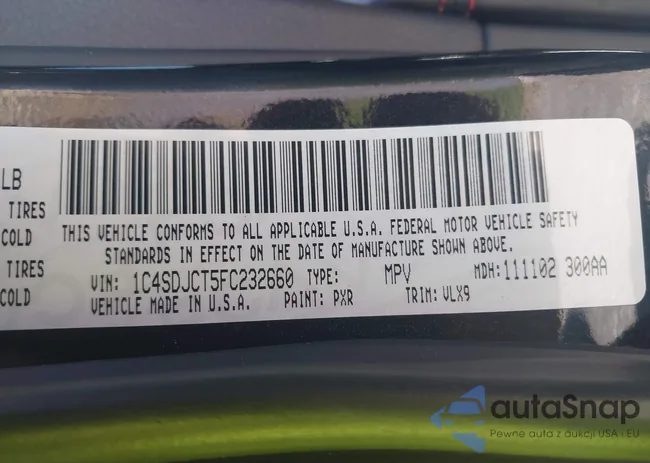 LB
TIRES
COLD
TIRES
COLD
THIS VEHICLE CONFORMS TO ALL APPLICABLE U.S.A. FEDERAL MOTOR VEHICLE SAFETY
STANDARDS IN EFFECT ON THE DATE OF MANUFACTURE SHOWN ABOVE.
VIN: 1C4SDJCT5FC232660 TYPE: MPV MDH: 111102 300AA
VEHICLE MADE IN U.S.A. PAINT: PXR TRIM: VLX9
autaSnap
Pewne auta z aukcji USA i EU